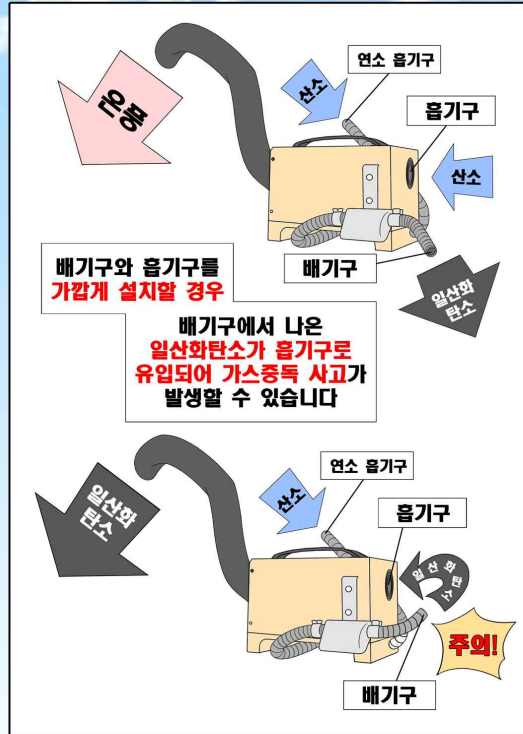 온풍
산소
연소 흡기구
흡기구
산소
배기구
일산화
탄소
배기구와 흡기구를
가깝게 설치할 경우
배기구에서 나온
일산화탄소가 흡기구로
유입되어 가스중독 사고가
발생할 수 있습니다
일산화
탄소
산소
연소 흡기구
흡기구
일산화탄소
주의!
배기구